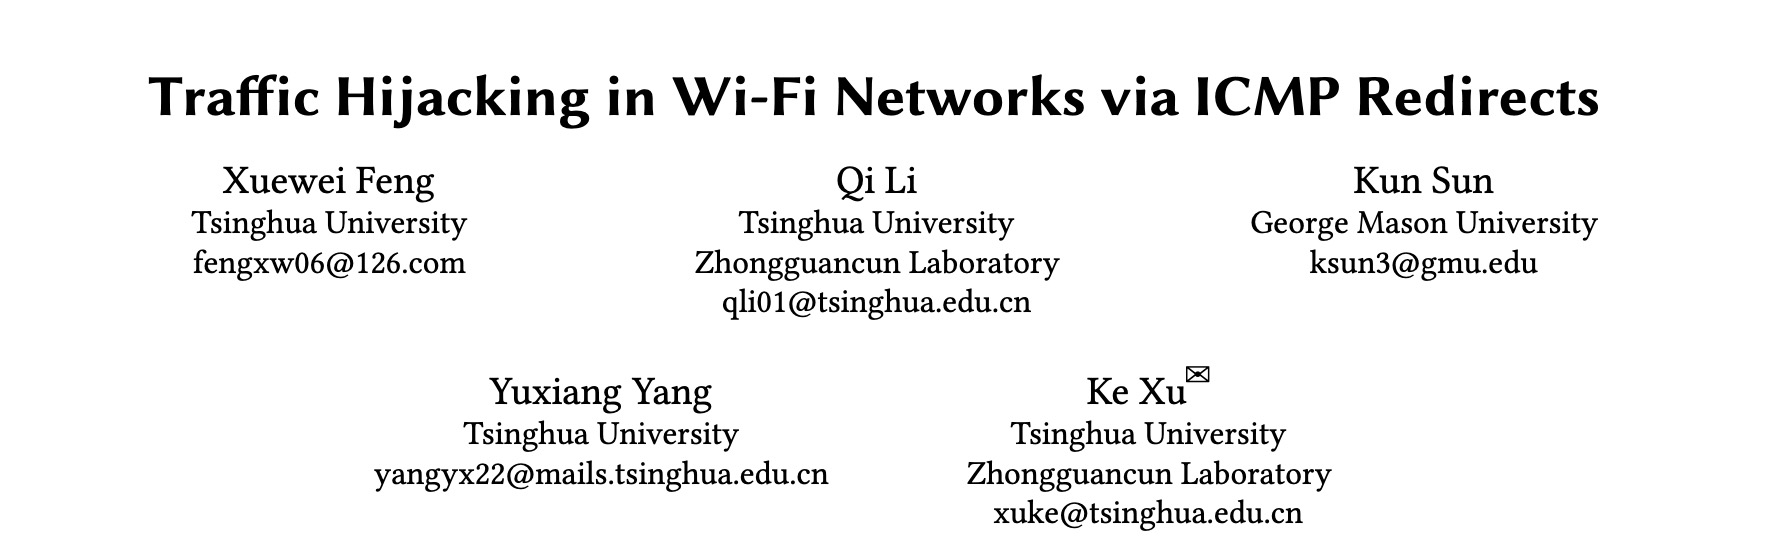 Traffic Hijacking in Wi-Fi Networks via ICMP Redirects
Xuewei Feng
Tsinghua University
fengxw06@126.com
Qi Li
Tsinghua University
Zhongguancun Laboratory
qli01@tsinghua.edu.cn
Kun Sun
George Mason University
ksun3@gmu.edu
Yuxiang Yang
Tsinghua University
yangyx22@mails.tsinghua.edu.cn
Ke Xu✉
Tsinghua University
Zhongguancun Laboratory
xuke@tsinghua.edu.cn